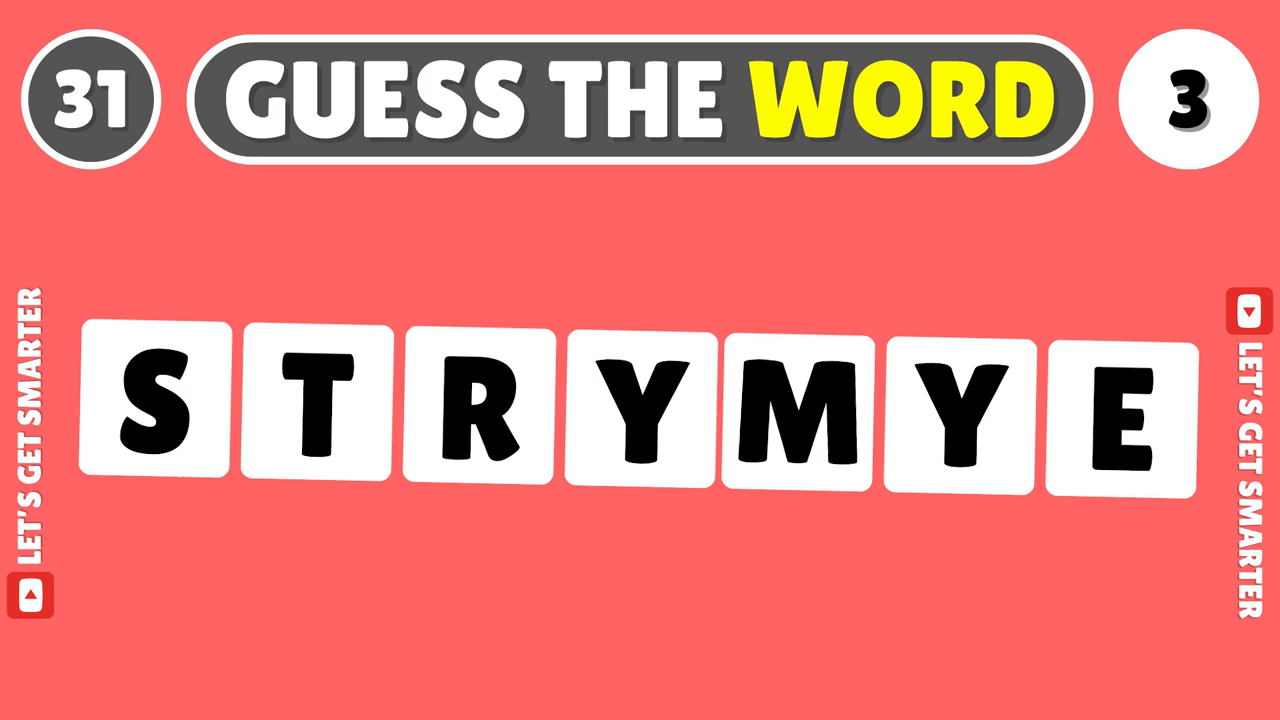 31
GUESS THE WORD
3
STRYMYE
LET'S GET SMARTER
LET'S GET SMARTER